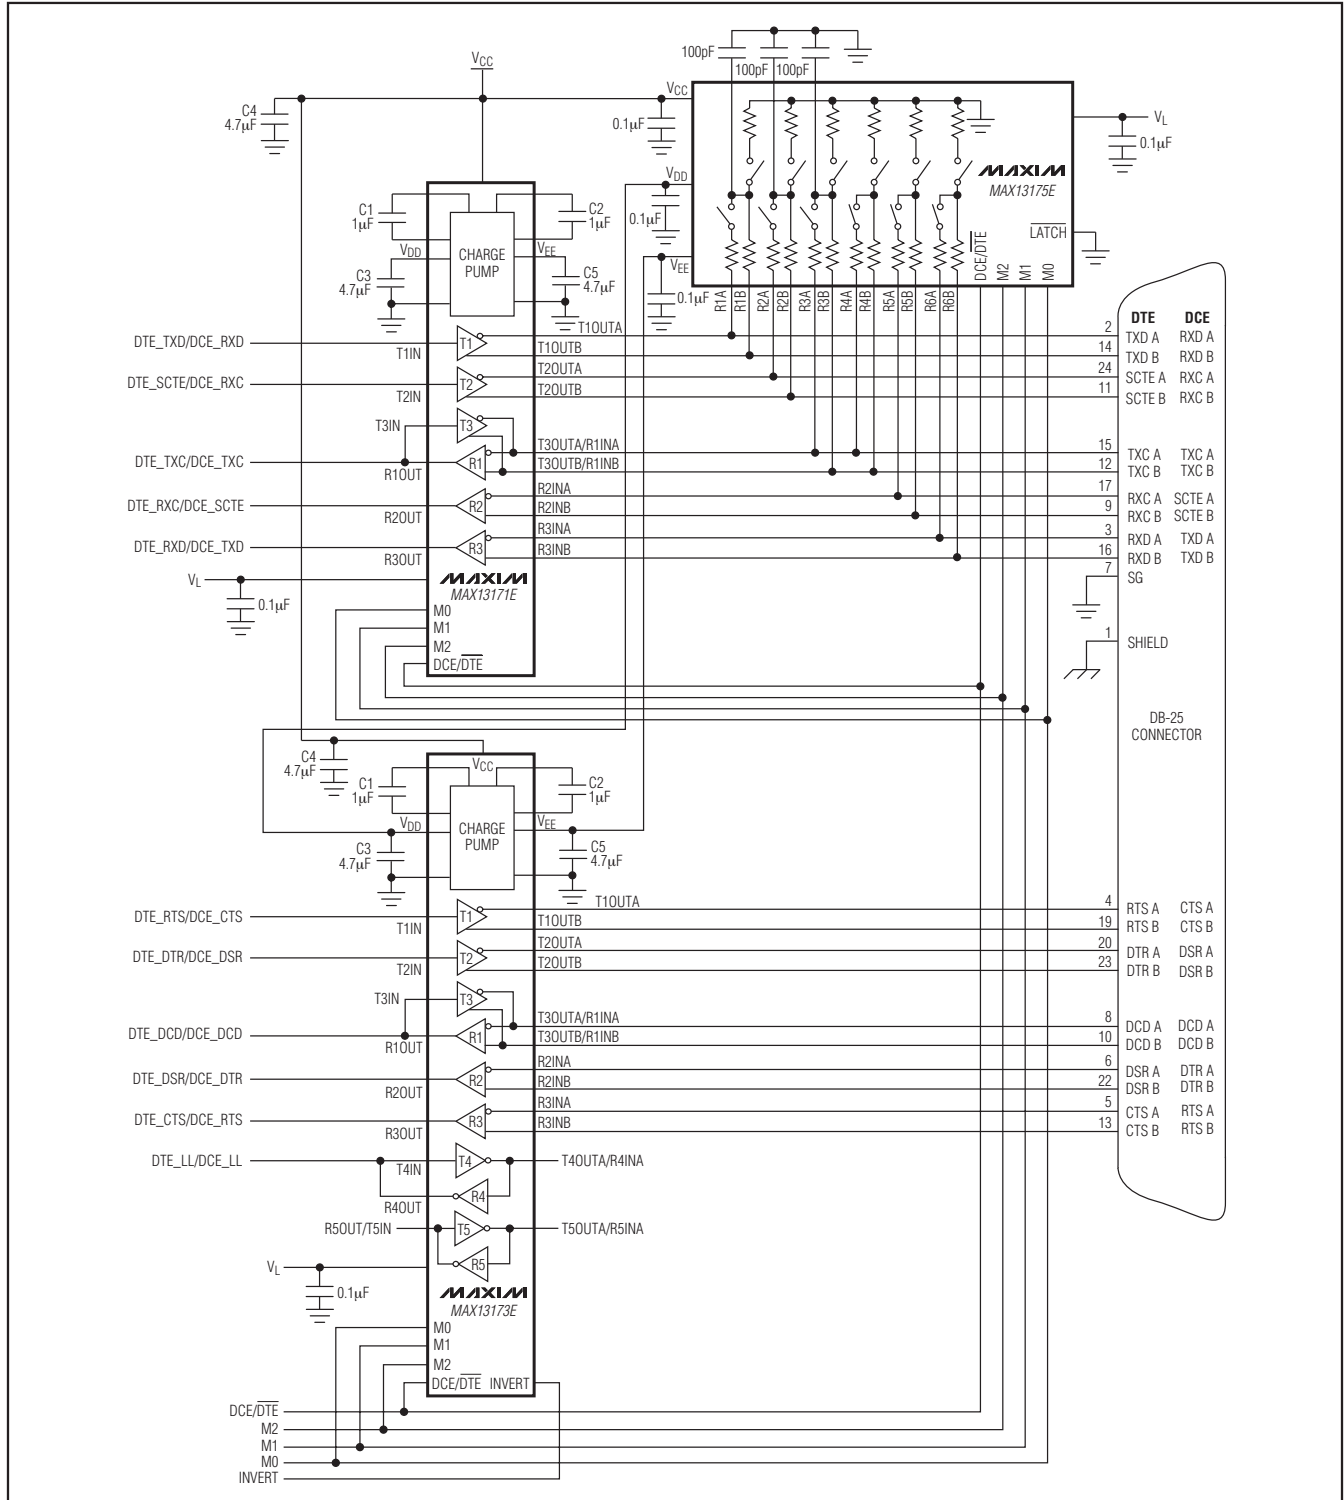 100pF
100pF 100pF
VCC
C4
4.7µF
VCC
0.1µF
VL
0.1µF
MAXIM
MAX13175E
VDD
0.1µF
LATCH
C1
1µF
C2
1µF
VDD
CHARGE
PUMP
VEE
C3
4.7µF
C5
4.7µF
VEE
0.1µF
R1A
R1B
R2A
R2B
R3A
R3B
R4A
R4B
R5A
R5B
R6A
R6B
DCE/DTE
M2
M1
M0
DTE DCE
DTE_TXD/DCE_RXD
T1IN
T1
T1OUTA
2 TXD A RXD A
T1OUTB
14 TXD B RXD B
DTE_SCTE/DCE_RXC
T2IN
T2
T2OUTA
24 SCTE A RXC A
T2OUTB
11 SCTE B RXC B
T3IN
T3
DTE_TXC/DCE_TXC
R1OUT
R1
T3OUTA/R1INA
15 TXC A TXC A
T3OUTB/R1INB
12 TXC B TXC B
DTE_RXC/DCE_SCTE
R2OUT
R2
R2INA
17 RXC A SCTE A
R2INB
9 RXC B SCTE B
DTE_RXD/DCE_TXD
R3OUT
R3
R3INA
3 RXD A TXD A
R3INB
16 RXD B TXD B
7 SG
VL
0.1µF
MAXIM
MAX13171E
M0
M1
M2
DCE/DTE
1 SHIELD
DB-25
CONNECTOR
C4
4.7µF
VCC
C1
1µF
C2
1µF
VDD
CHARGE
PUMP
VEE
C3
4.7µF
C5
4.7µF
DTE_RTS/DCE_CTS
T1IN
T1
T1OUTA
4 RTS A CTS A
T1OUTB
19 RTS B CTS B
DTE_DTR/DCE_DSR
T2IN
T2
T2OUTA
20 DTR A DSR A
T2OUTB
23 DTR B DSR B
T3IN
T3
DTE_DCD/DCE_DCD
R1OUT
R1
T3OUTA/R1INA
8 DCD A DCD A
T3OUTB/R1INB
10 DCD B DCD B
DTE_DSR/DCE_DTR
R2OUT
R2
R2INA
6 DSR A DTR A
R2INB
22 DSR B DTR B
DTE_CTS/DCE_RTS
R3OUT
R3
R3INA
5 CTS A RTS A
R3INB
13 CTS B RTS B
DTE_LL/DCE_LL
T4IN
T4
T4OUTA/R4INA
R4OUT
R4
R5OUT/T5IN
T5
T5OUTA/R5INA
R5
VL
0.1µF
MAXIM
MAX13173E
M0
M1
M2
DCE/DTE INVERT
DCE/DTE
M2
M1
M0
INVERT